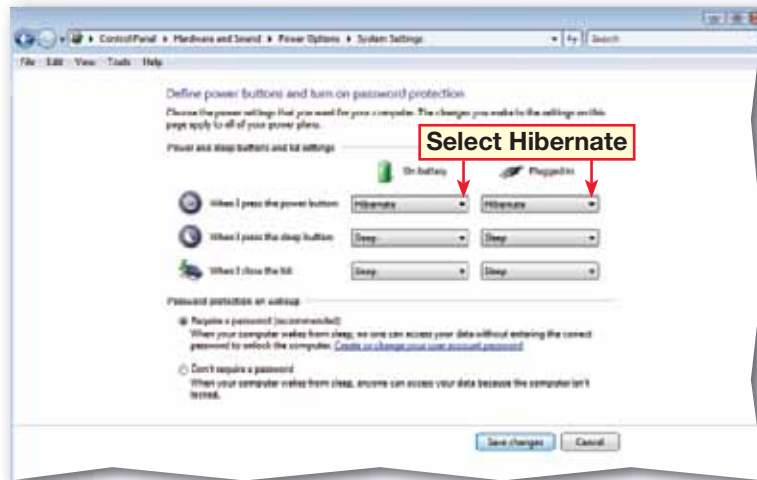 Control Panel ▸ Hardware and Sound ▸ Power Options ▸ System Settings
Search
File Edit View Tools Help
Define power buttons and turn on password protection
Choose the power settings that you want for your computer. The changes you make to the settings on this
page apply to all of your power plans.
Power and sleep buttons and lid settings
Select Hibernate
On battery Plugged in
When I press the power button Hibernate Hibernate
When I press the sleep button Sleep Sleep
When I close the lid Sleep Sleep
Password protection on wakeup
Require a password (recommended)
When your computer wakes from sleep, no one can access your data without entering the correct
password to unlock the computer. Create or change your user account password
Don't require a password
When your computer wakes from sleep, anyone can access your data because the computer isn't
locked.
Save changes Cancel